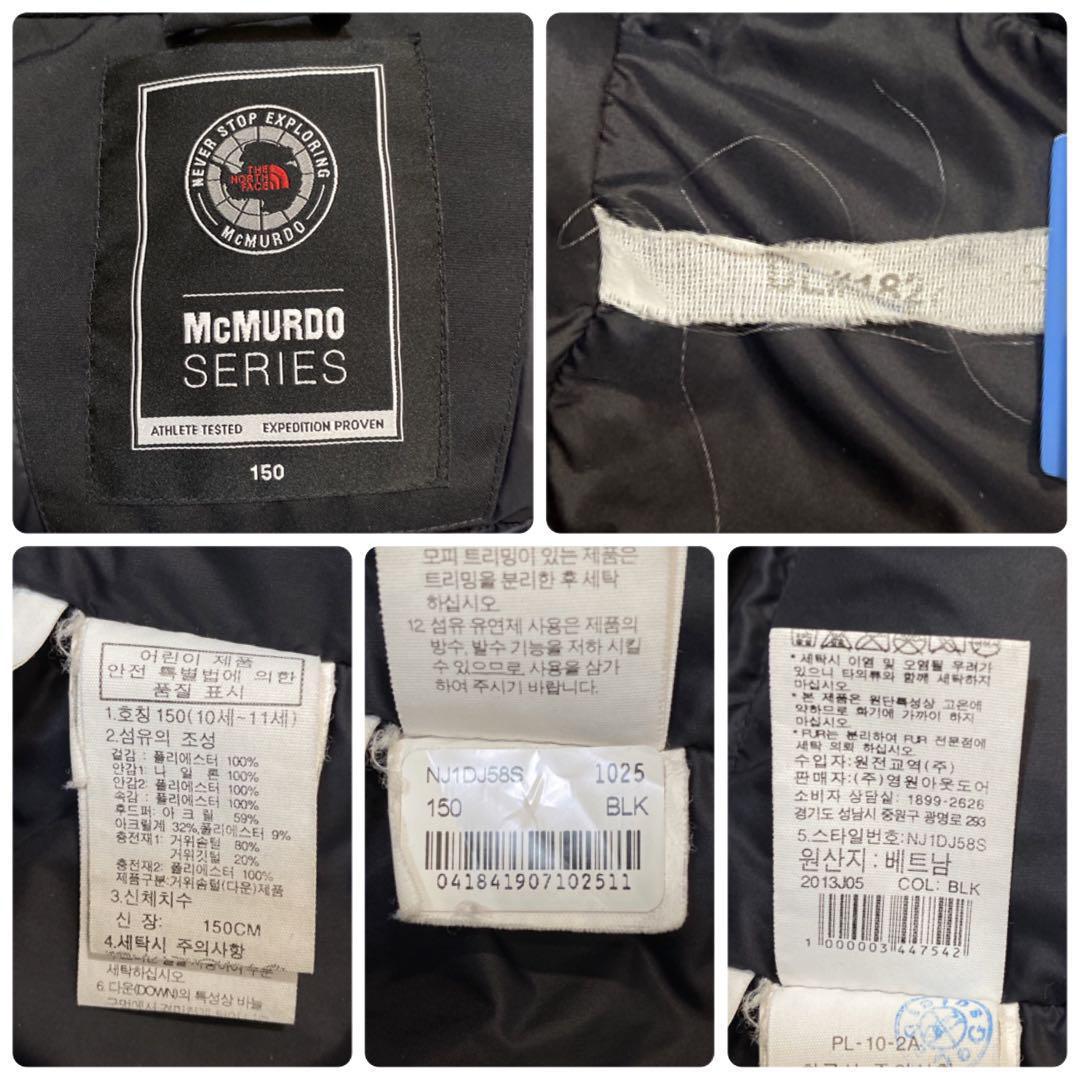 NEVER STOP EXPLORING
THE
NORTH
FACE
McMURDO
McMURDO
SERIES
ATHLETE TESTED EXPEDITION PROVEN
150
어린이 제품
안전 특별법에 의한
품질 표시
1.호칭 150(10세~11세)
2.섬유의 조성
겉감 : 폴리에스터 100%
안감1: 나 일 론 100%
안감2: 폴리에스터 100%
속감 : 폴리에스터 100%
후드퍼: 아 크 릴 59%
아크릴계 32%,폴리에스터 9%
충전재1: 거위솜털 80%
거위깃털 20%
충전재2: 폴리에스터 100%
제품구분:거위솜털(다운)제품
3.신체치수
신 장: 150CM
4.세탁시 주의사항
세탁하십시오
6. 다운(DOWN)의 특성상 바늘
모피 트리밍이 있는 제품은
트리밍을 분리한 후 세탁
하십시오
12. 섬유 유연제 사용은 제품의
방수, 발수 기능을 저하 시킬
수 있으므로, 사용을 삼가
하여 주시기 바랍니다.
NJ1DJ58S 1025
150 BLK
041841907102511
* 세탁시 이염 및 오염될 우려가
있으니 타의류와 함께 세탁하지
마십시오
* 본 제품은 원단특성상 고온에
약하므로 화기에 가까이 하지
마십시오
* FUR는 분리하여 FUR 전문점에
세탁 의뢰 하십시오
수입자: 원전교역(주)
판매자:(주)영원아웃도어
소비자 상담실: 1899-2626
경기도 성남시 중원구 광명로 293
5.스타일번호:NJ1DJ58S
원산지: 베트남
2013J05 COL: BLK
1 000003 447542
PL-10-2A